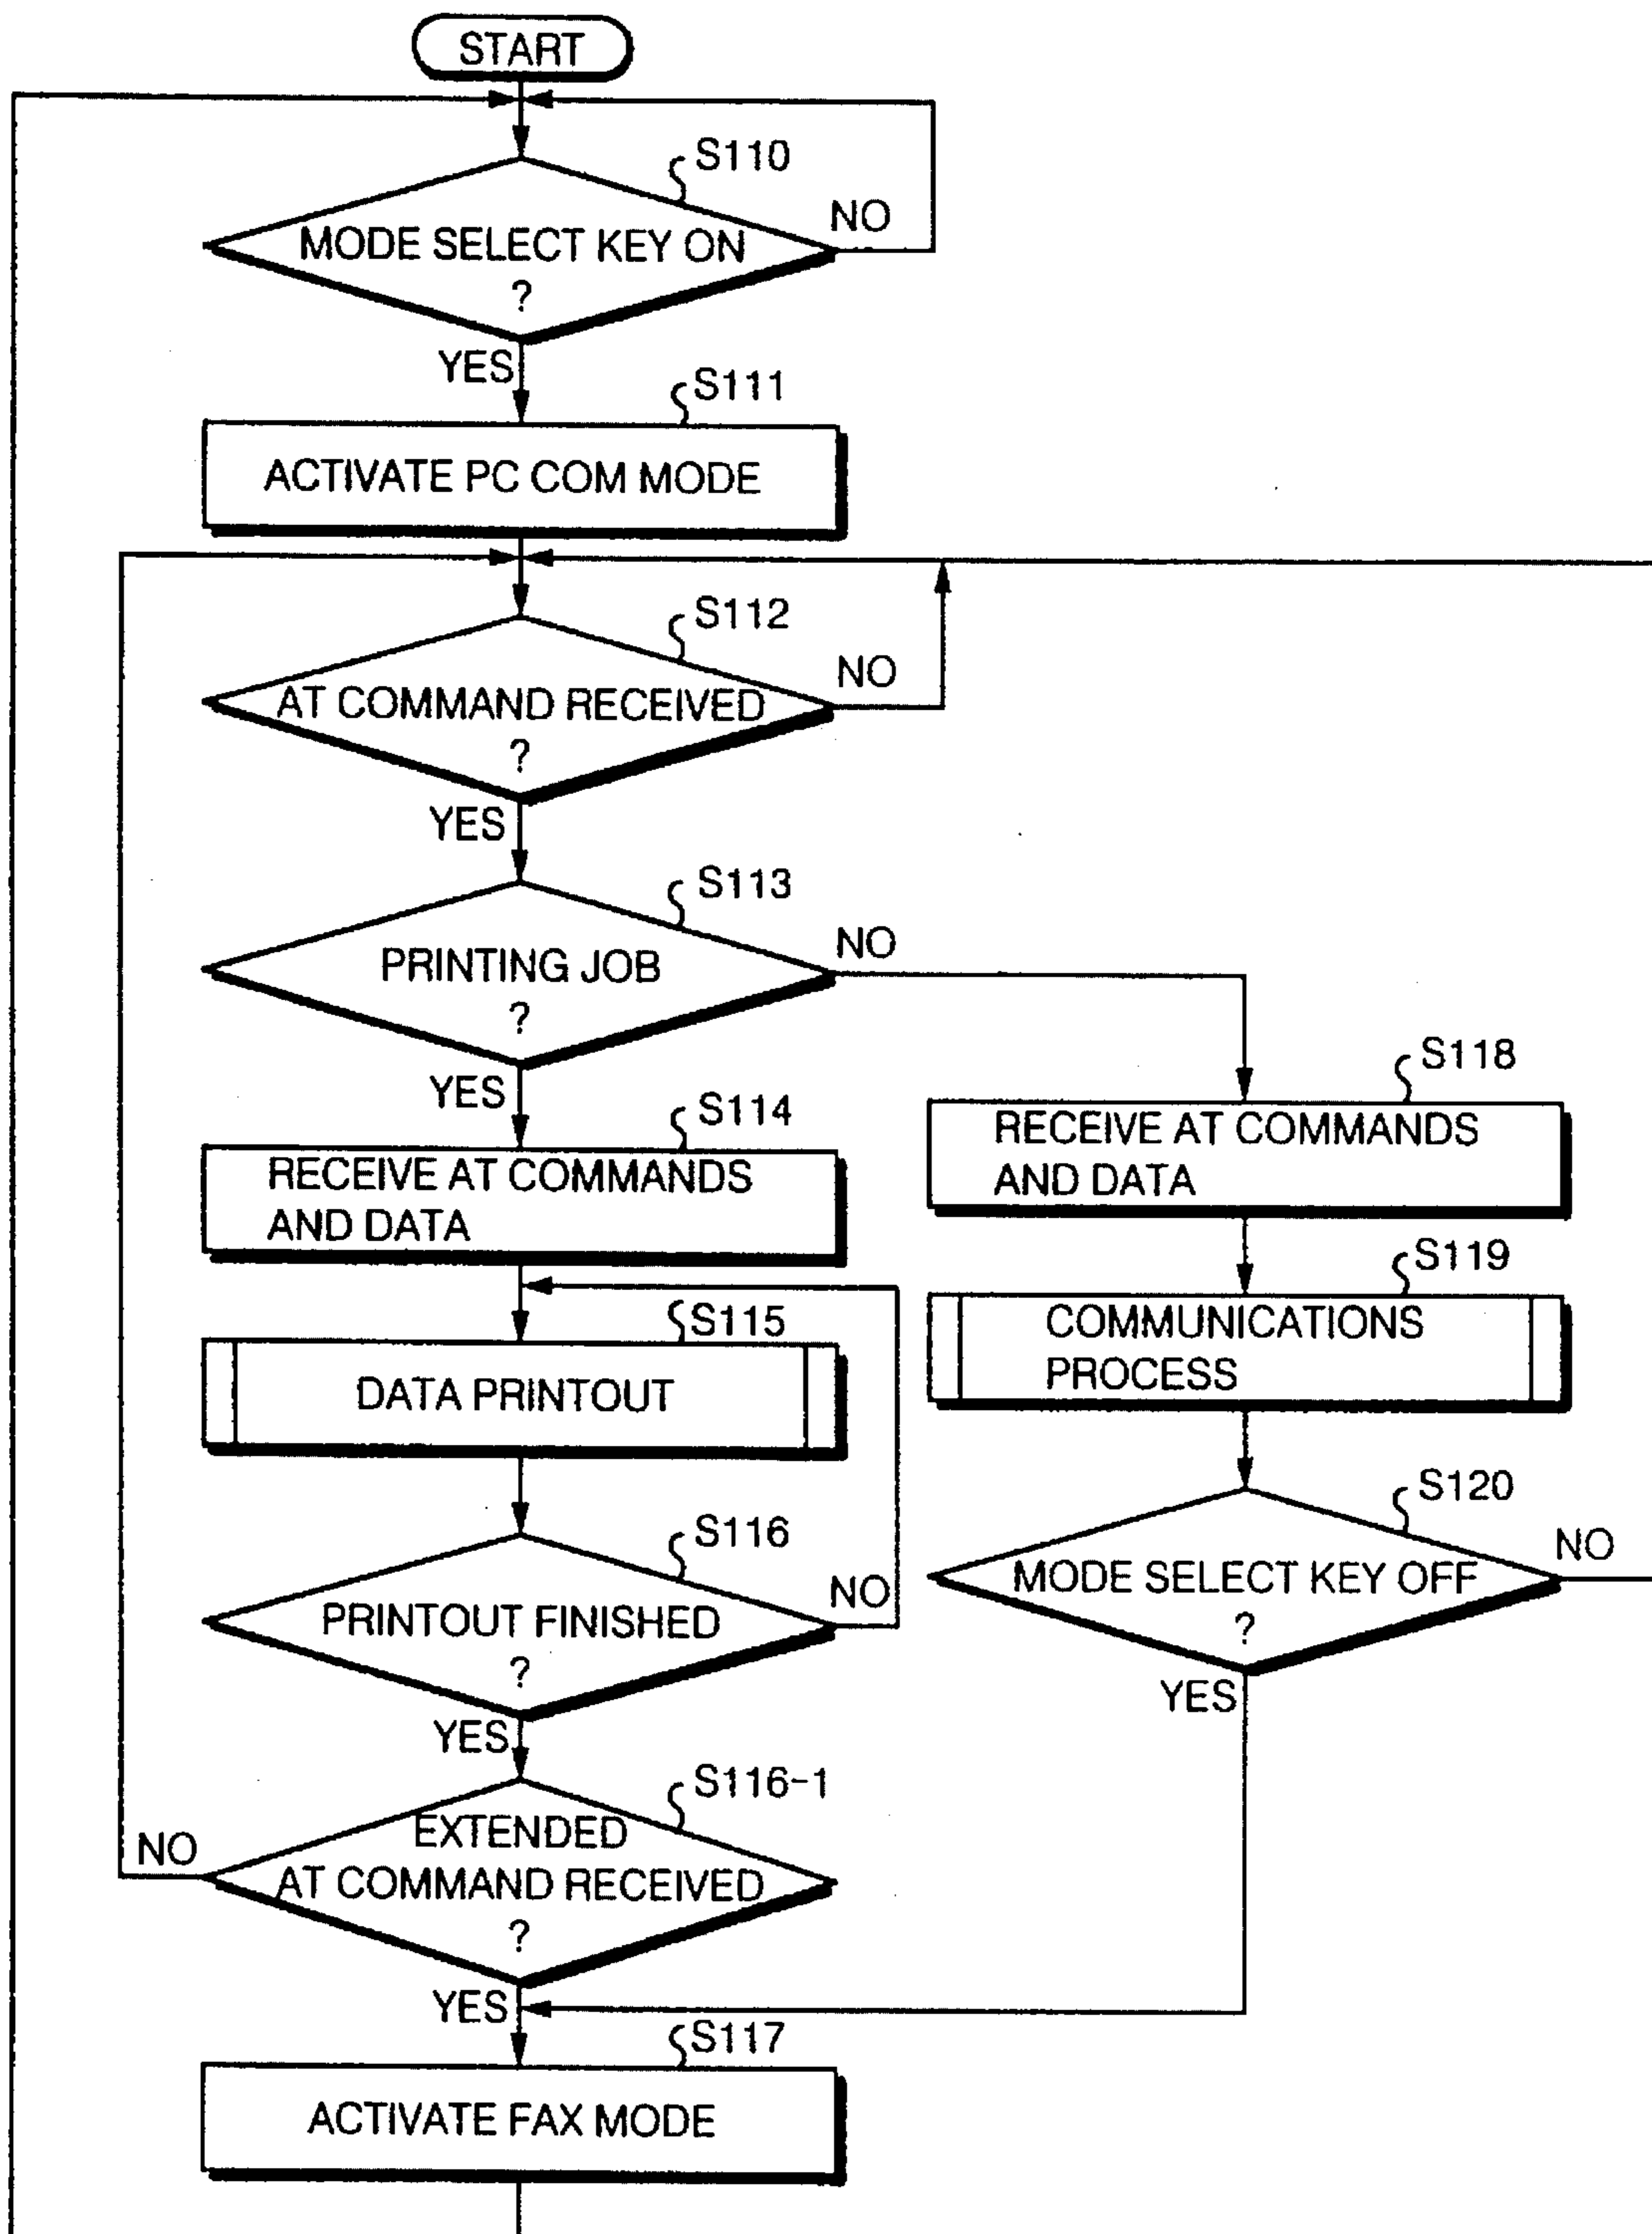 START
S110
NO
MODE SELECT KEY ON
?
YES
S111
ACTIVATE PC COM MODE
S112
NO
AT COMMAND RECEIVED
?
YES
S113
NO
PRINTING JOB
?
YES
S114
RECEIVE AT COMMANDS
AND DATA
S115
DATA PRINTOUT
S116
NO
PRINTOUT FINISHED
?
YES
S116-1
EXTENDED
NO
AT COMMAND RECEIVED
?
YES
S117
ACTIVATE FAX MODE
S118
RECEIVE AT COMMANDS
AND DATA
S119
COMMUNICATIONS
PROCESS
S120
NO
MODE SELECT KEY OFF
?
YES